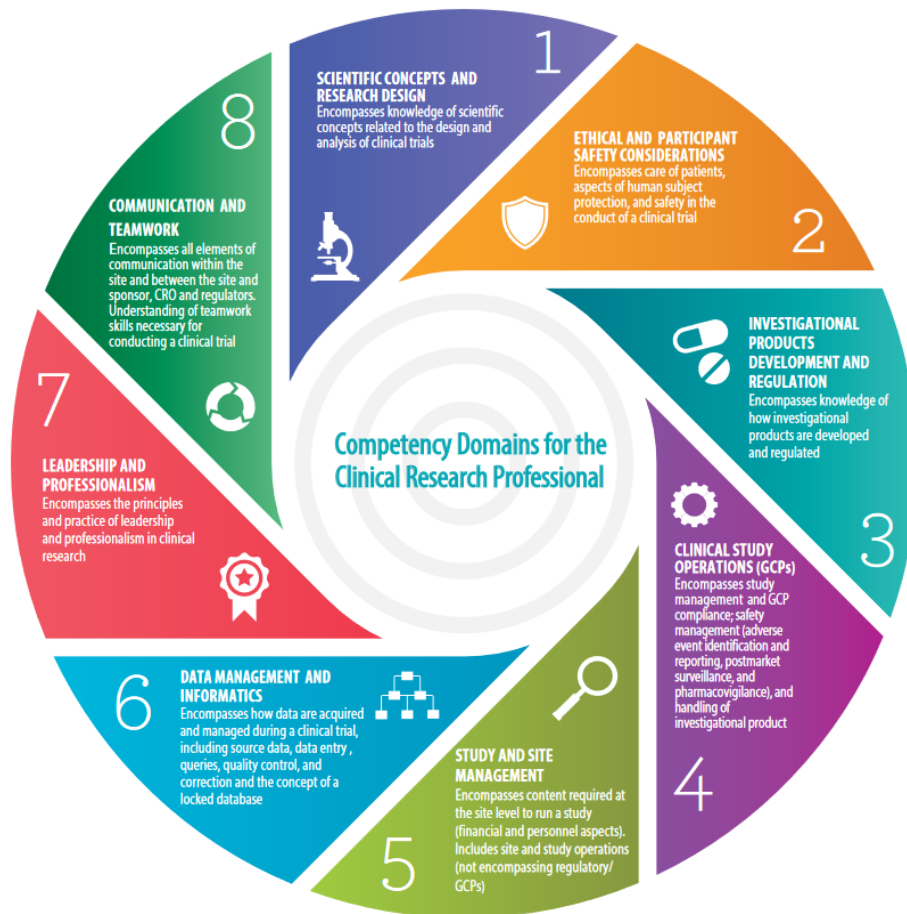 1
SCIENTIFIC CONCEPTS AND
RESEARCH DESIGN
Encompasses knowledge of scientific
concepts related to the design and
analysis of clinical trials
ETHICAL AND PARTICIPANT
SAFETY CONSIDERATIONS
Encompasses care of patients,
aspects of human subject
protection, and safety in the
conduct of a clinical trial
2
INVESTIGATIONAL
PRODUCTS
DEVELOPMENT AND
REGULATION
Encompasses knowledge of
how investigational
products are developed
and regulated
3
CLINICAL STUDY
OPERATIONS (GCPs)
Encompasses study
management and GCP
compliance; safety
management (adverse
event identification and
reporting, postmarket
surveillance, and
pharmacovigilance), and
handling of
investigational product
4
STUDY AND SITE
MANAGEMENT
Encompasses content required at
the site level to run a study
(financial and personnel aspects).
Includes site and study operations
(not encompassing regulatory/
GCPs)
5
6
DATA MANAGEMENT AND
INFORMATICS
Encompasses how data are acquired
and managed during a clinical trial,
including source data, data entry ,
queries, quality control, and
correction and the concept of a
locked database
7
LEADERSHIP AND
PROFESSIONALISM
Encompasses the principles
and practice of leadership
and professionalism in clinical
research
8
COMMUNICATION AND
TEAMWORK
Encompasses all elements of
communication within the
site and between the site and
sponsor, CRO and regulators.
Understanding of teamwork
skills necessary for
conducting a clinical trial
Competency Domains for the
Clinical Research Professional